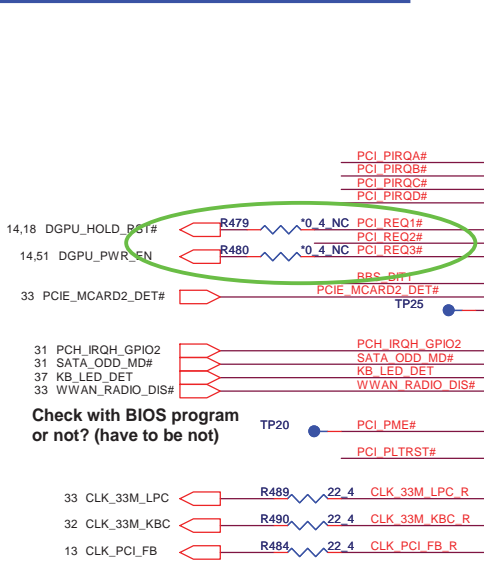 PCI_PIRQA#
PCI_PIRQB#
PCI_PIRQC#
PCI_PIRQD#
14,18 DGPU_HOLD_RST# R479 *0_4_NC PCI_REQ1#
PCI_REQ2#
14,51 DGPU_PWR_EN R480 *0_4_NC PCI_REQ3#
BBS_BIT1
33 PCIE_MCARD2_DET# PCIE_MCARD2_DET#
TP25
31 PCH_IRQH_GPIO2 PCH_IRQH_GPIO2
31 SATA_ODD_MD# SATA_ODD_MD#
37 KB_LED_DET KB_LED_DET
33 WWAN_RADIO_DIS# WWAN_RADIO_DIS#
Check with BIOS program
or not? (have to be not)
TP20 PCI_PME#
PCI_PLTRST#
33 CLK_33M_LPC R489 22_4 CLK_33M_LPC_R
32 CLK_33M_KBC R490 22_4 CLK_33M_KBC_R
13 CLK_PCI_FB R484 22_4 CLK_PCI_FB_R